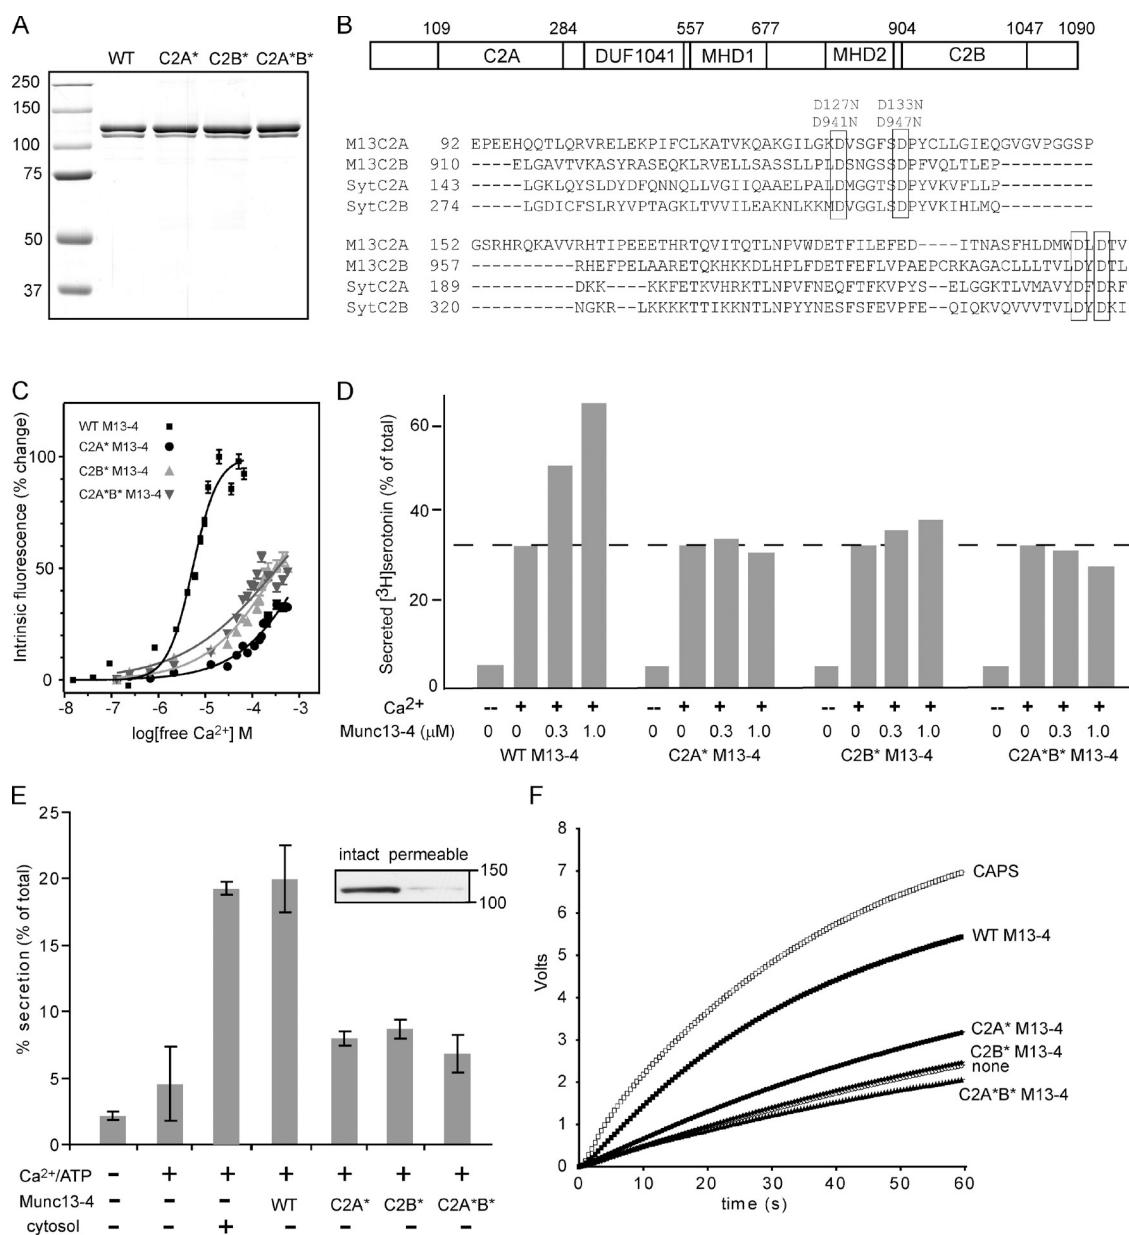 A
WT C2A* C2B* C2A*B*
250
150
100
75
50
37
B
109 284 557 677 904 1047 1090
C2A DUF1041 MHD1 MHD2 C2B
D127N D133N
D941N D947N
M13C2A 92 EPEEHQQTLQRVRELEKPIFCLKATVKQAKGILGKDVSGFSDPYCLLGIEQGVGVPGGSP
M13C2B 910 ----ELGAVTVKASYRASEQKLRVELLSASSLLPLDSNGSSDPFVQLTLEP---------
SytC2A 143 -----LGKLQYSLDYDFQNNQLLVGIIQAAELPALDMGGTSDPYVKVFLLP---------
SytC2B 274 -----LGDICFSLRYVPTAGKLTVVILEAKNLKKMDVGGLSDPYVKIHLMQ---------
M13C2A 152 GSRHRQKAVVRHTIPEEETHRTQVITQTLNPVWDETFILEFED----ITNASFHLDMWDLDTV
M13C2B 957 ----------RHEFPELAARETQKHKKDLHPLFDETFEFLVPAEPCRKAGACLLLTVLDYDTL
SytC2A 189 ----------DKK----KKFETKVHRKTLNPVFNEQFTFKVPYS--ELGGKTLVMAVYDFDRF
SytC2B 320 ----------NGKR--LKKKKTTIKKNTLNPYYNESFSFEVPFE--QIQKVQVVVTVLDYDKI
C
Intrinsic fluorescence (% change)
WT M13-4
C2A* M13-4
C2B* M13-4
C2A*B* M13-4
100
50
0
-8 -7 -6 -5 -4 -3
log[free Ca²⁺] M
D
Secreted [³H]serotonin (% of total)
60
40
20
0
Ca²⁺ -- + + + -- + + + -- + + + -- + + +
Munc13-4 (μM) 0 0 0.3 1.0 0 0 0.3 1.0 0 0 0.3 1.0 0 0 0.3 1.0
WT M13-4 C2A* M13-4 C2B* M13-4 C2A*B* M13-4
E
% secretion (% of total)
25
20
15
10
5
0
intact permeable
150
100
Ca²⁺/ATP - + + + + + +
Munc13-4 - - - WT C2A* C2B* C2A*B*
cytosol - - + - - - -
F
Volts
8
7
6
5
4
3
2
1
0
CAPS
WT M13-4
C2A* M13-4
C2B* M13-4
none
C2A*B* M13-4
0 10 20 30 40 50 60
time (s)